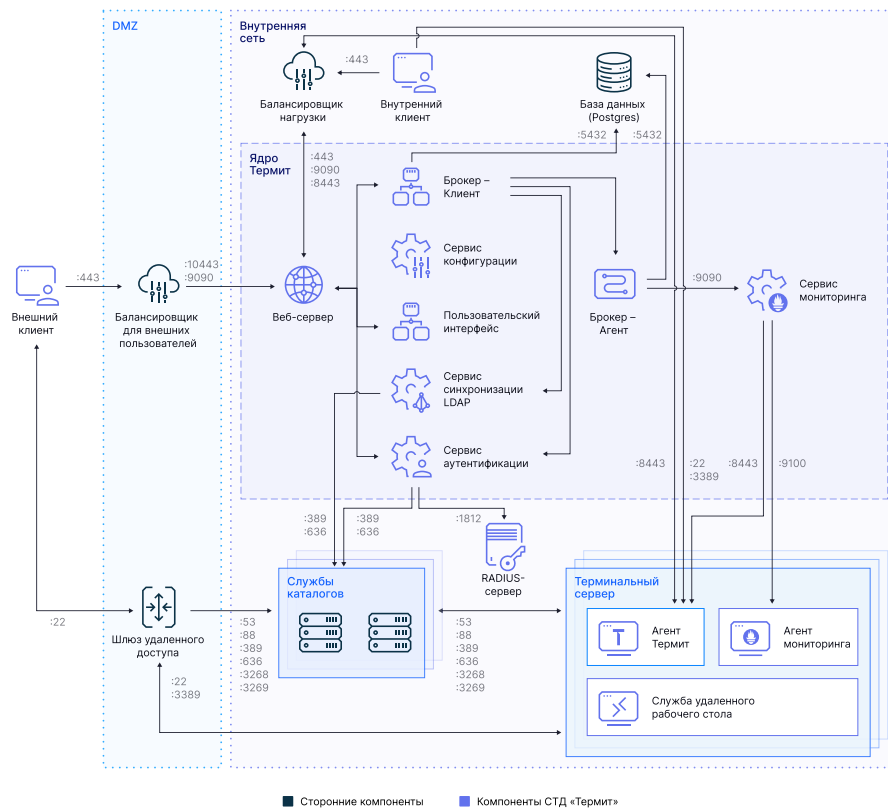 DMZ
Внутренняя
сеть
:443
Балансировщик
нагрузки
Внутренний
клиент
База данных
(Postgres)
:5432
:5432
Ядро
Термит
:443
:9090
:8443
Брокер –
Клиент
Сервис
конфигурации
:443
:10443
:9090
:9090
Сервис
мониторинга
Внешний
клиент
Балансировщик
для внешних
пользователей
Веб-сервер
Пользовательский
интерфейс
Брокер –
Агент
Сервис
синхронизации
LDAP
Сервис
аутентификации
:8443
:22
:3389
:8443
:9100
:389
:636
:389
:636
:1812
RADIUS-
сервер
Службы
каталогов
Терминальный
сервер
:22
Шлюз удаленного
доступа
:53
:88
:389
:636
:3268
:3269
:53
:88
:389
:636
:3268
:3269
Агент
Термит
Агент
мониторинга
:22
:3389
Служба удаленного
рабочего стола
Сторонние компоненты
Компоненты СТД «Термит»